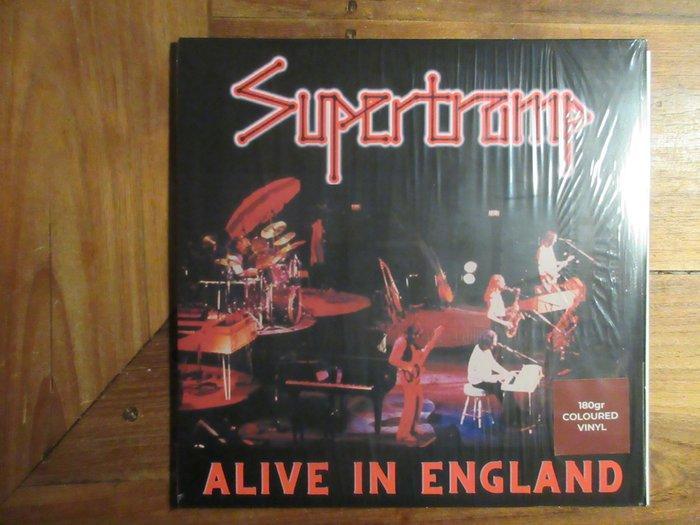 Supertramp
180gr
COLOURED
VINYL
ALIVE IN ENGLAND